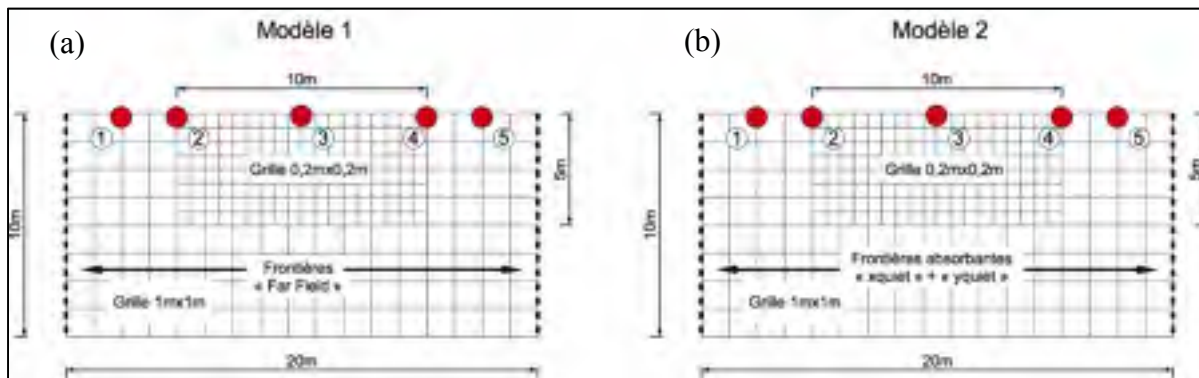 (a)
Modèle 1
10m
1
2
3
4
5
Grille 0,2mx0,2m
5m
10m
Frontières
« Far Field »
Grille 1mx1m
20m
(b)
Modèle 2
10m
1
2
3
4
5
Grille 0,2mx0,2m
5m
10m
Frontières absorbantes
« xquiet » + « yquiet »
Grille 1mx1m
20m